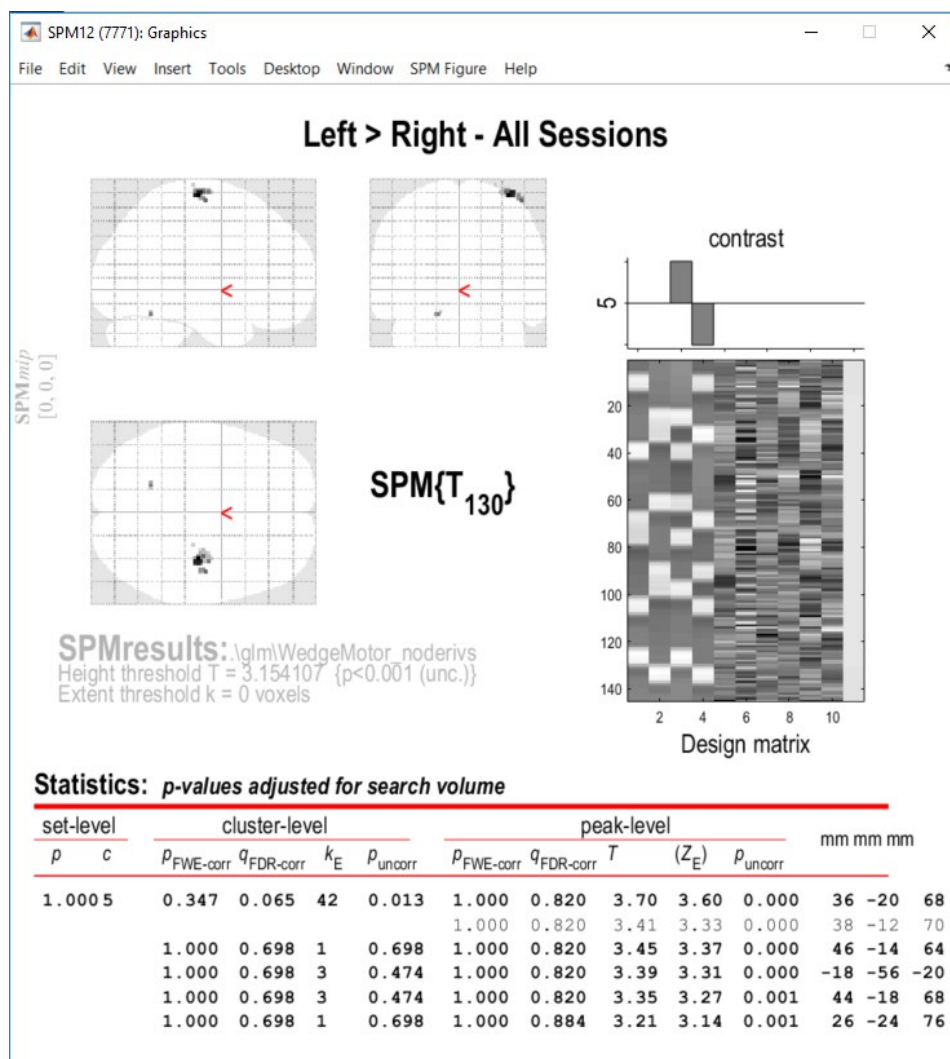 SPM12 (7771): Graphics
File Edit View Insert Tools Desktop Window SPM Figure Help
Left > Right - All Sessions
SPMmip
[0, 0, 0]
<
<
<
SPM{T130}
contrast
5
20
40
60
80
100
120
140
2 4 6 8 10
Design matrix
SPMresults: .\glm\WedgeMotor_noderivs
Height threshold T = 3.154107 {p<0.001 (unc.)}
Extent threshold k = 0 voxels
Statistics: p-values adjusted for search volume
set-level cluster-level peak-level mm mm mm
p c pFWE-corr qFDR-corr kE puncorr pFWE-corr qFDR-corr T (ZE) puncorr
1.000 5 0.347 0.065 42 0.013 1.000 0.820 3.70 3.60 0.000 36 -20 68
1.000 0.820 3.41 3.33 0.000 38 -12 70
1.000 0.698 1 0.698 1.000 0.820 3.45 3.37 0.000 46 -14 64
1.000 0.698 3 0.474 1.000 0.820 3.39 3.31 0.000 -18 -56 -20
1.000 0.698 3 0.474 1.000 0.820 3.35 3.27 0.001 44 -18 68
1.000 0.698 1 0.698 1.000 0.884 3.21 3.14 0.001 26 -24 76